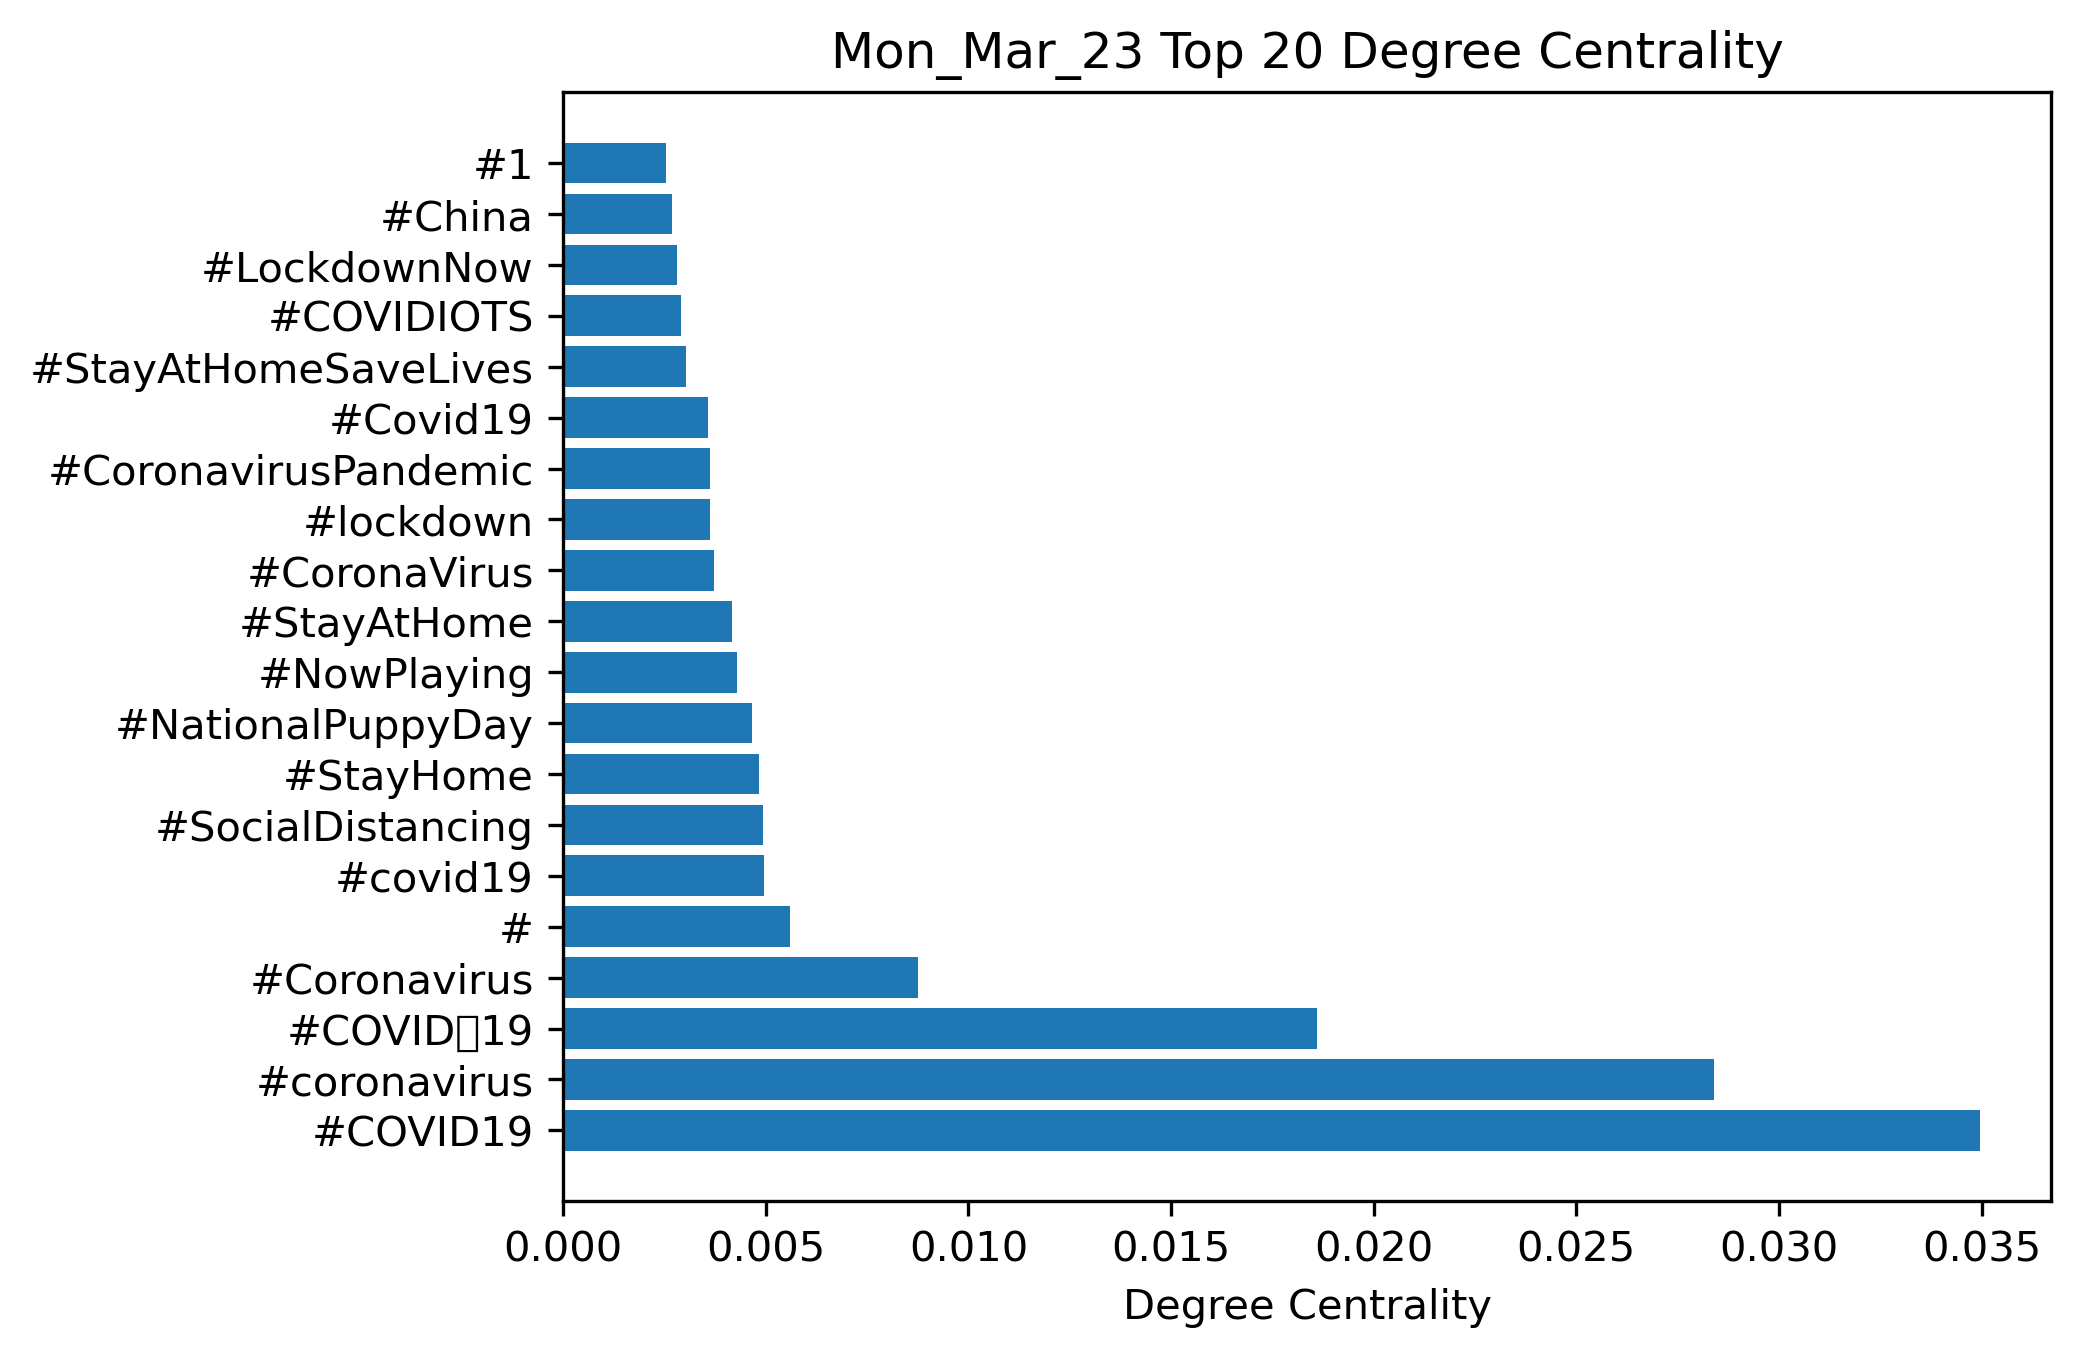 Mon_Mar_23 Top 20 Degree Centrality
#1
#China
#LockdownNow
#COVIDIOTS
#StayAtHomeSaveLives
#Covid19
#CoronavirusPandemic
#lockdown
#CoronaVirus
#StayAtHome
#NowPlaying
#NationalPuppyDay
#StayHome
#SocialDistancing
#covid19
#
#Coronavirus
#COVID▯19
#coronavirus
#COVID19
0.000 0.005 0.010 0.015 0.020 0.025 0.030 0.035
Degree Centrality